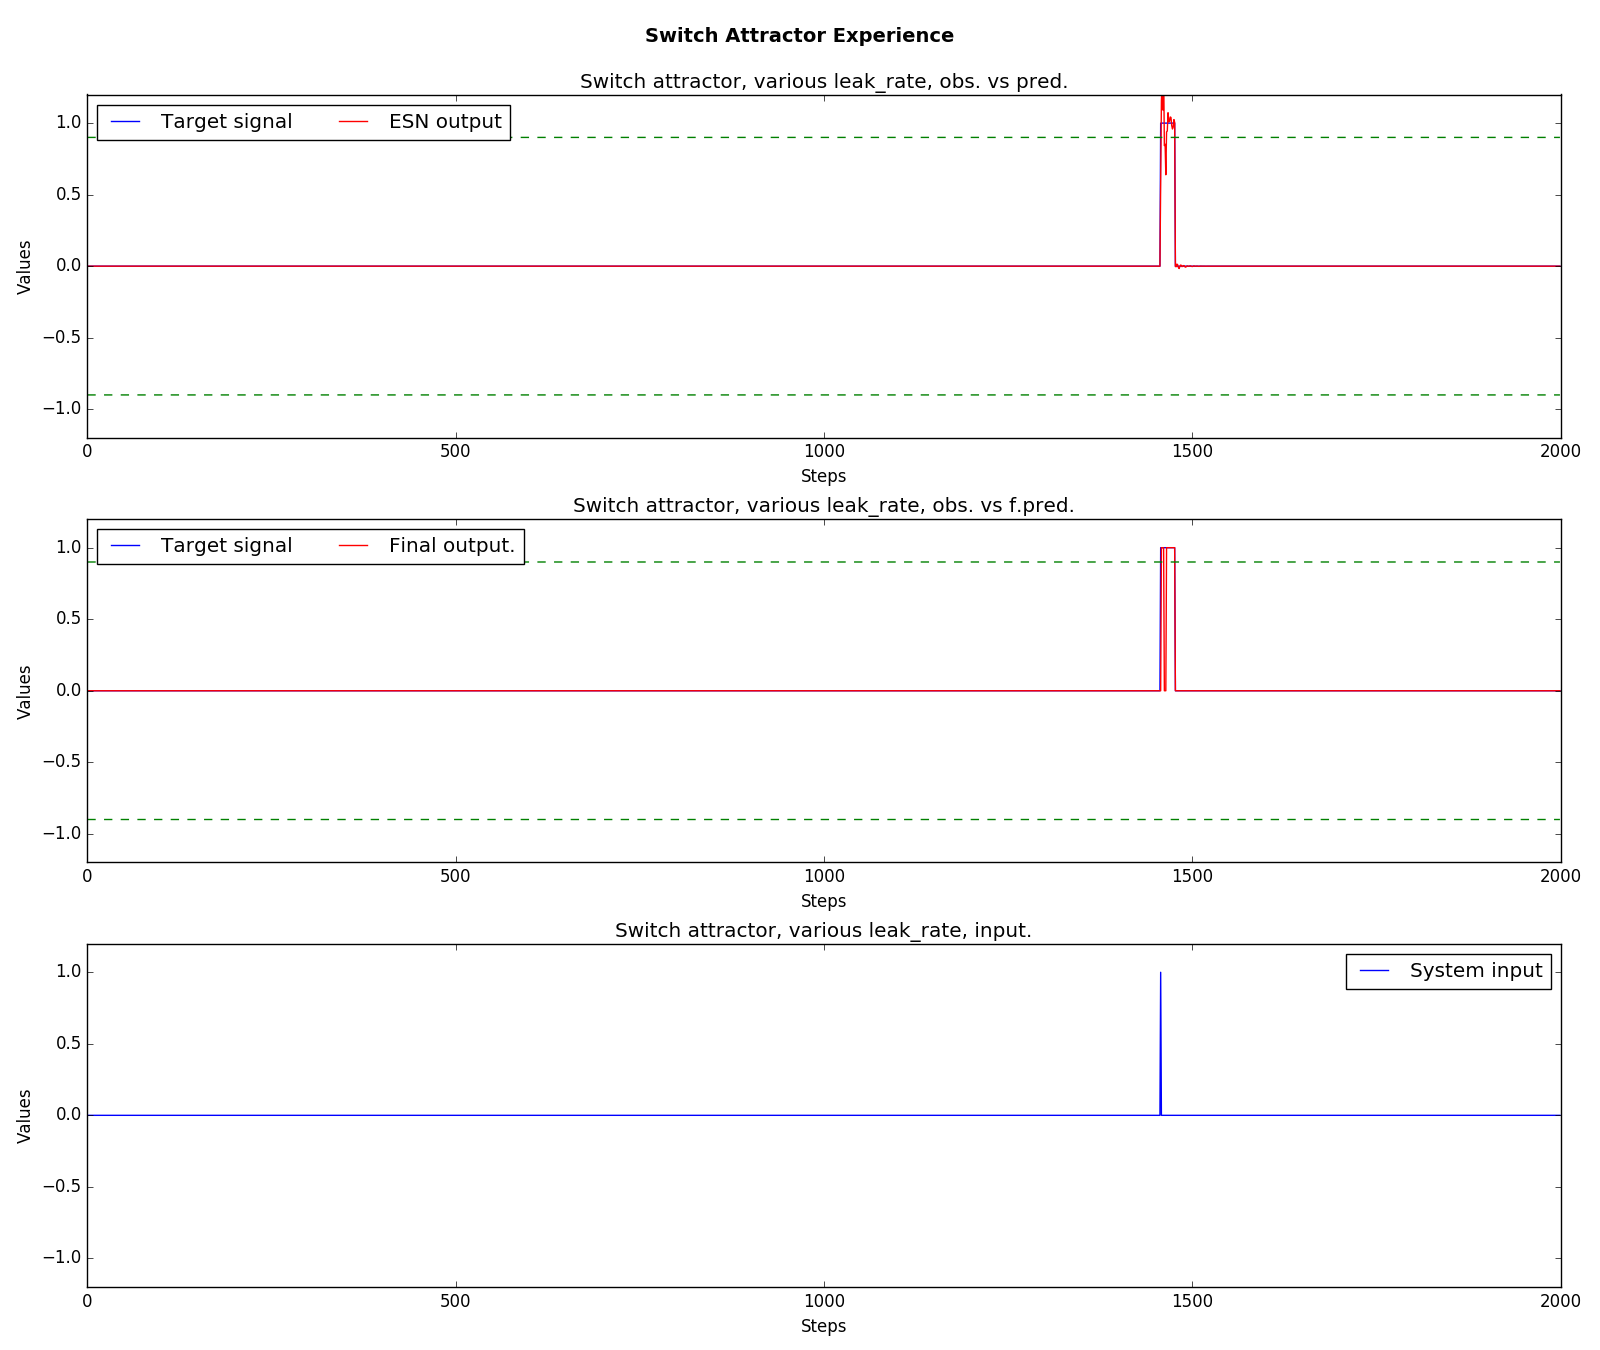 Switch Attractor Experience
Switch attractor, various leak_rate, obs. vs pred.
Target signal ESN output
1.0
0.5
0.0
−0.5
−1.0
Values
0 500 1000 1500 2000
Steps
Switch attractor, various leak_rate, obs. vs f.pred.
Target signal Final output.
1.0
0.5
0.0
−0.5
−1.0
Values
0 500 1000 1500 2000
Steps
Switch attractor, various leak_rate, input.
System input
1.0
0.5
0.0
−0.5
−1.0
Values
0 500 1000 1500 2000
Steps